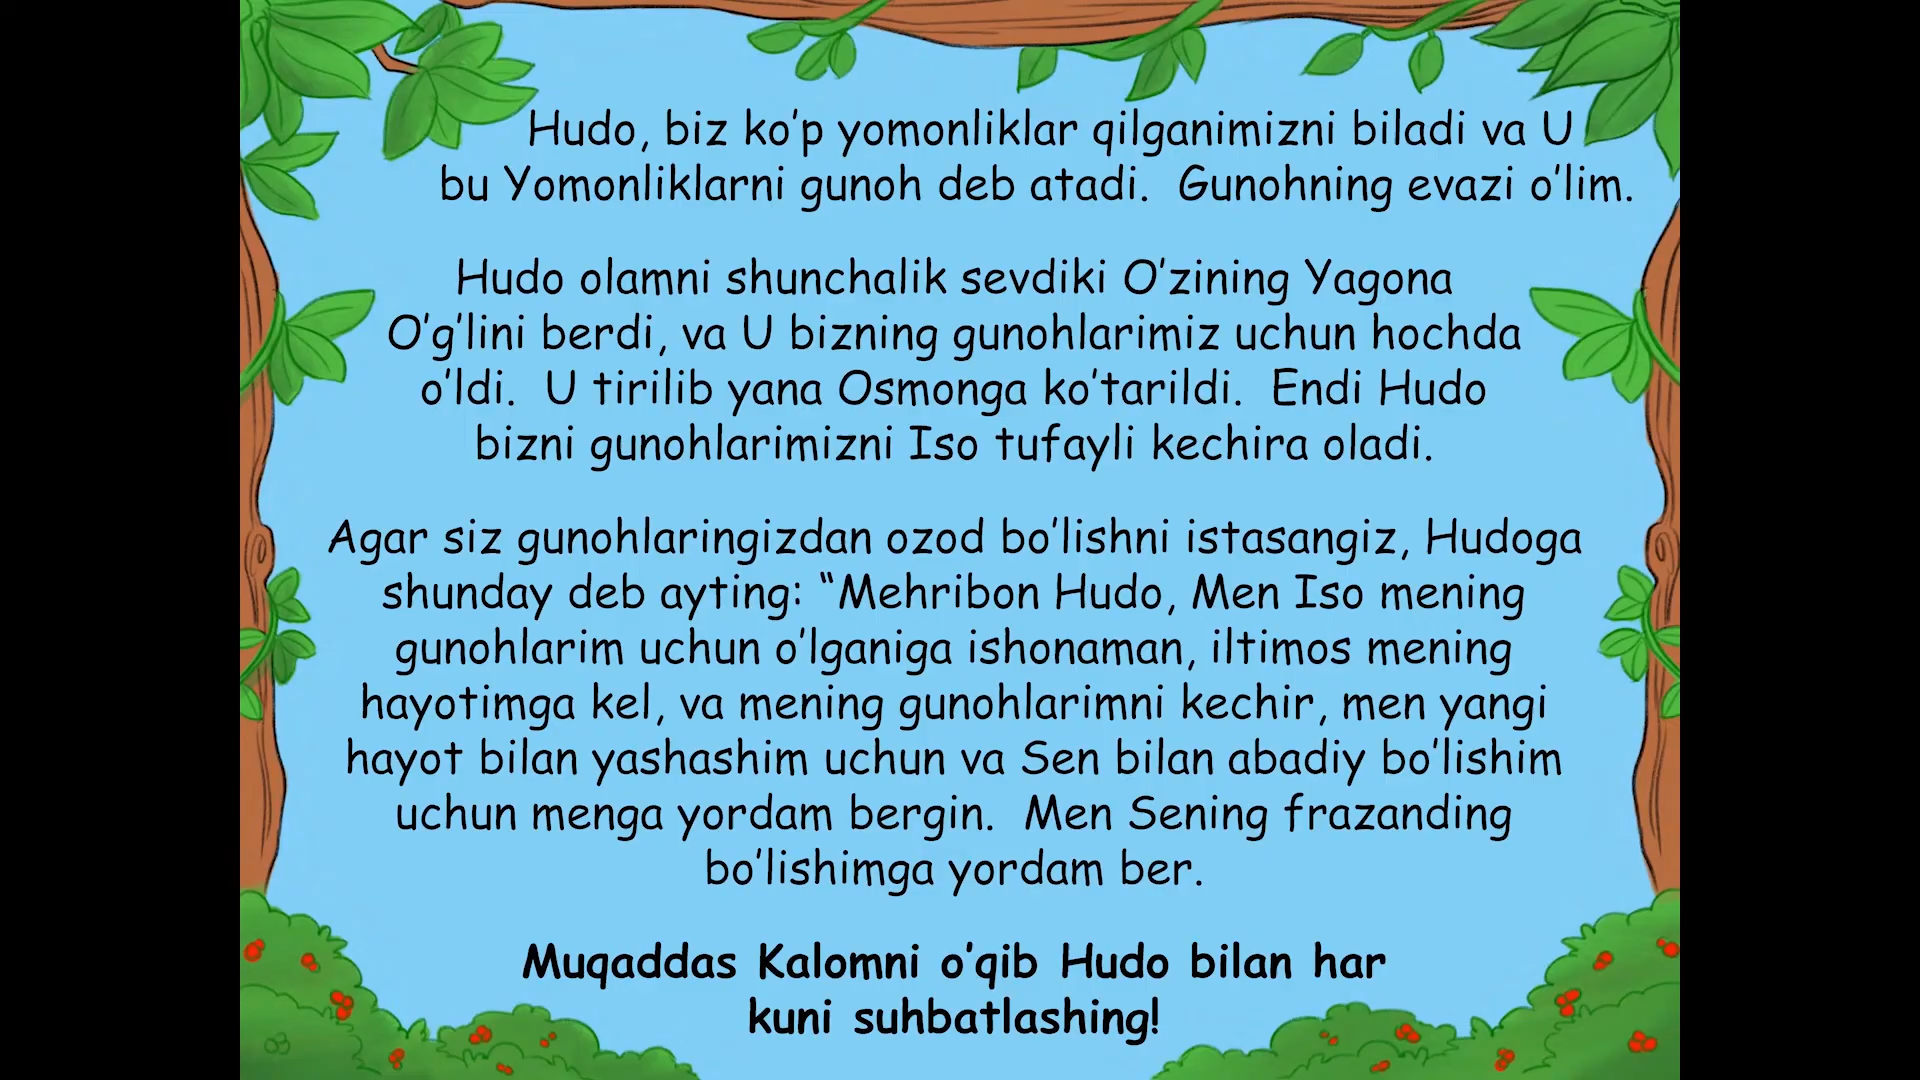 Hudo, biz ko'p yomonliklar qilganimizni biladi va U
bu Yomonliklarni gunoh deb atadi.  Gunohning evazi o'lim.
Hudo olamni shunchalik sevdiki O'zining Yagona
O'g'lini berdi, va U bizning gunohlarimiz uchun hochda
o'ldi.  U tirilib yana Osmonga ko'tarildi.  Endi Hudo
bizni gunohlarimizni Iso tufayli kechira oladi.
Agar siz gunohlaringizdan ozod bo'lishni istasangiz, Hudoga
shunday deb ayting: “Mehribon Hudo, Men Iso mening
gunohlarim uchun o'lganiga ishonaman, iltimos mening
hayotimga kel, va mening gunohlarimni kechir, men yangi
hayot bilan yashashim uchun va Sen bilan abadiy bo'lishim
uchun menga yordam bergin.  Men Sening frazanding
bo'lishimga yordam ber.
Muqaddas Kalomni o'qib Hudo bilan har
kuni suhbatlashing!